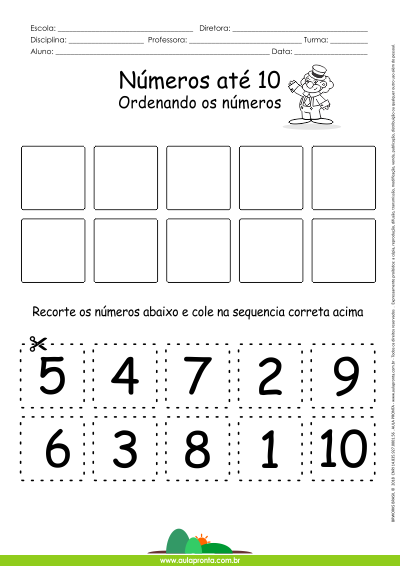 Escola: Diretora:
Disciplina: Professora: Turma:
Aluno: Data:
Números até 10
Ordenando os números
Recorte os números abaixo e cole na sequencia correta acima
5 4 7 2 9
6 3 8 1 10
www.aulapronta.com.br